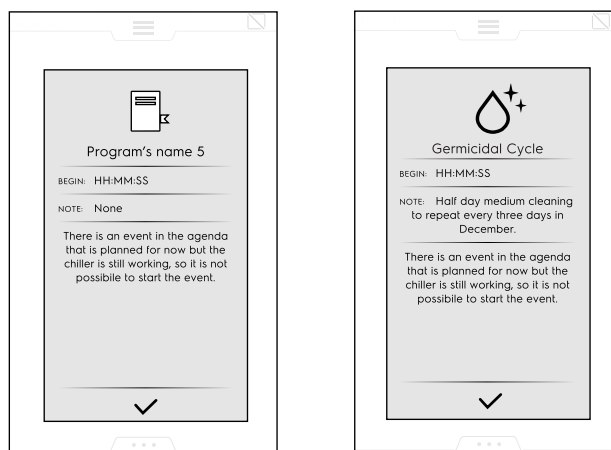 Program's name 5
BEGIN: HH:MM:SS
NOTE: None
There is an event in the agenda
that is planned for now but the
chiller is still working, so it is not
possibile to start the event.
Germicidal Cycle
BEGIN: HH:MM:SS
NOTE: Half day medium cleaning
to repeat every three days in
December.
There is an event in the agenda
that is planned for now but the
chiller is still working, so it is not
possibile to start the event.